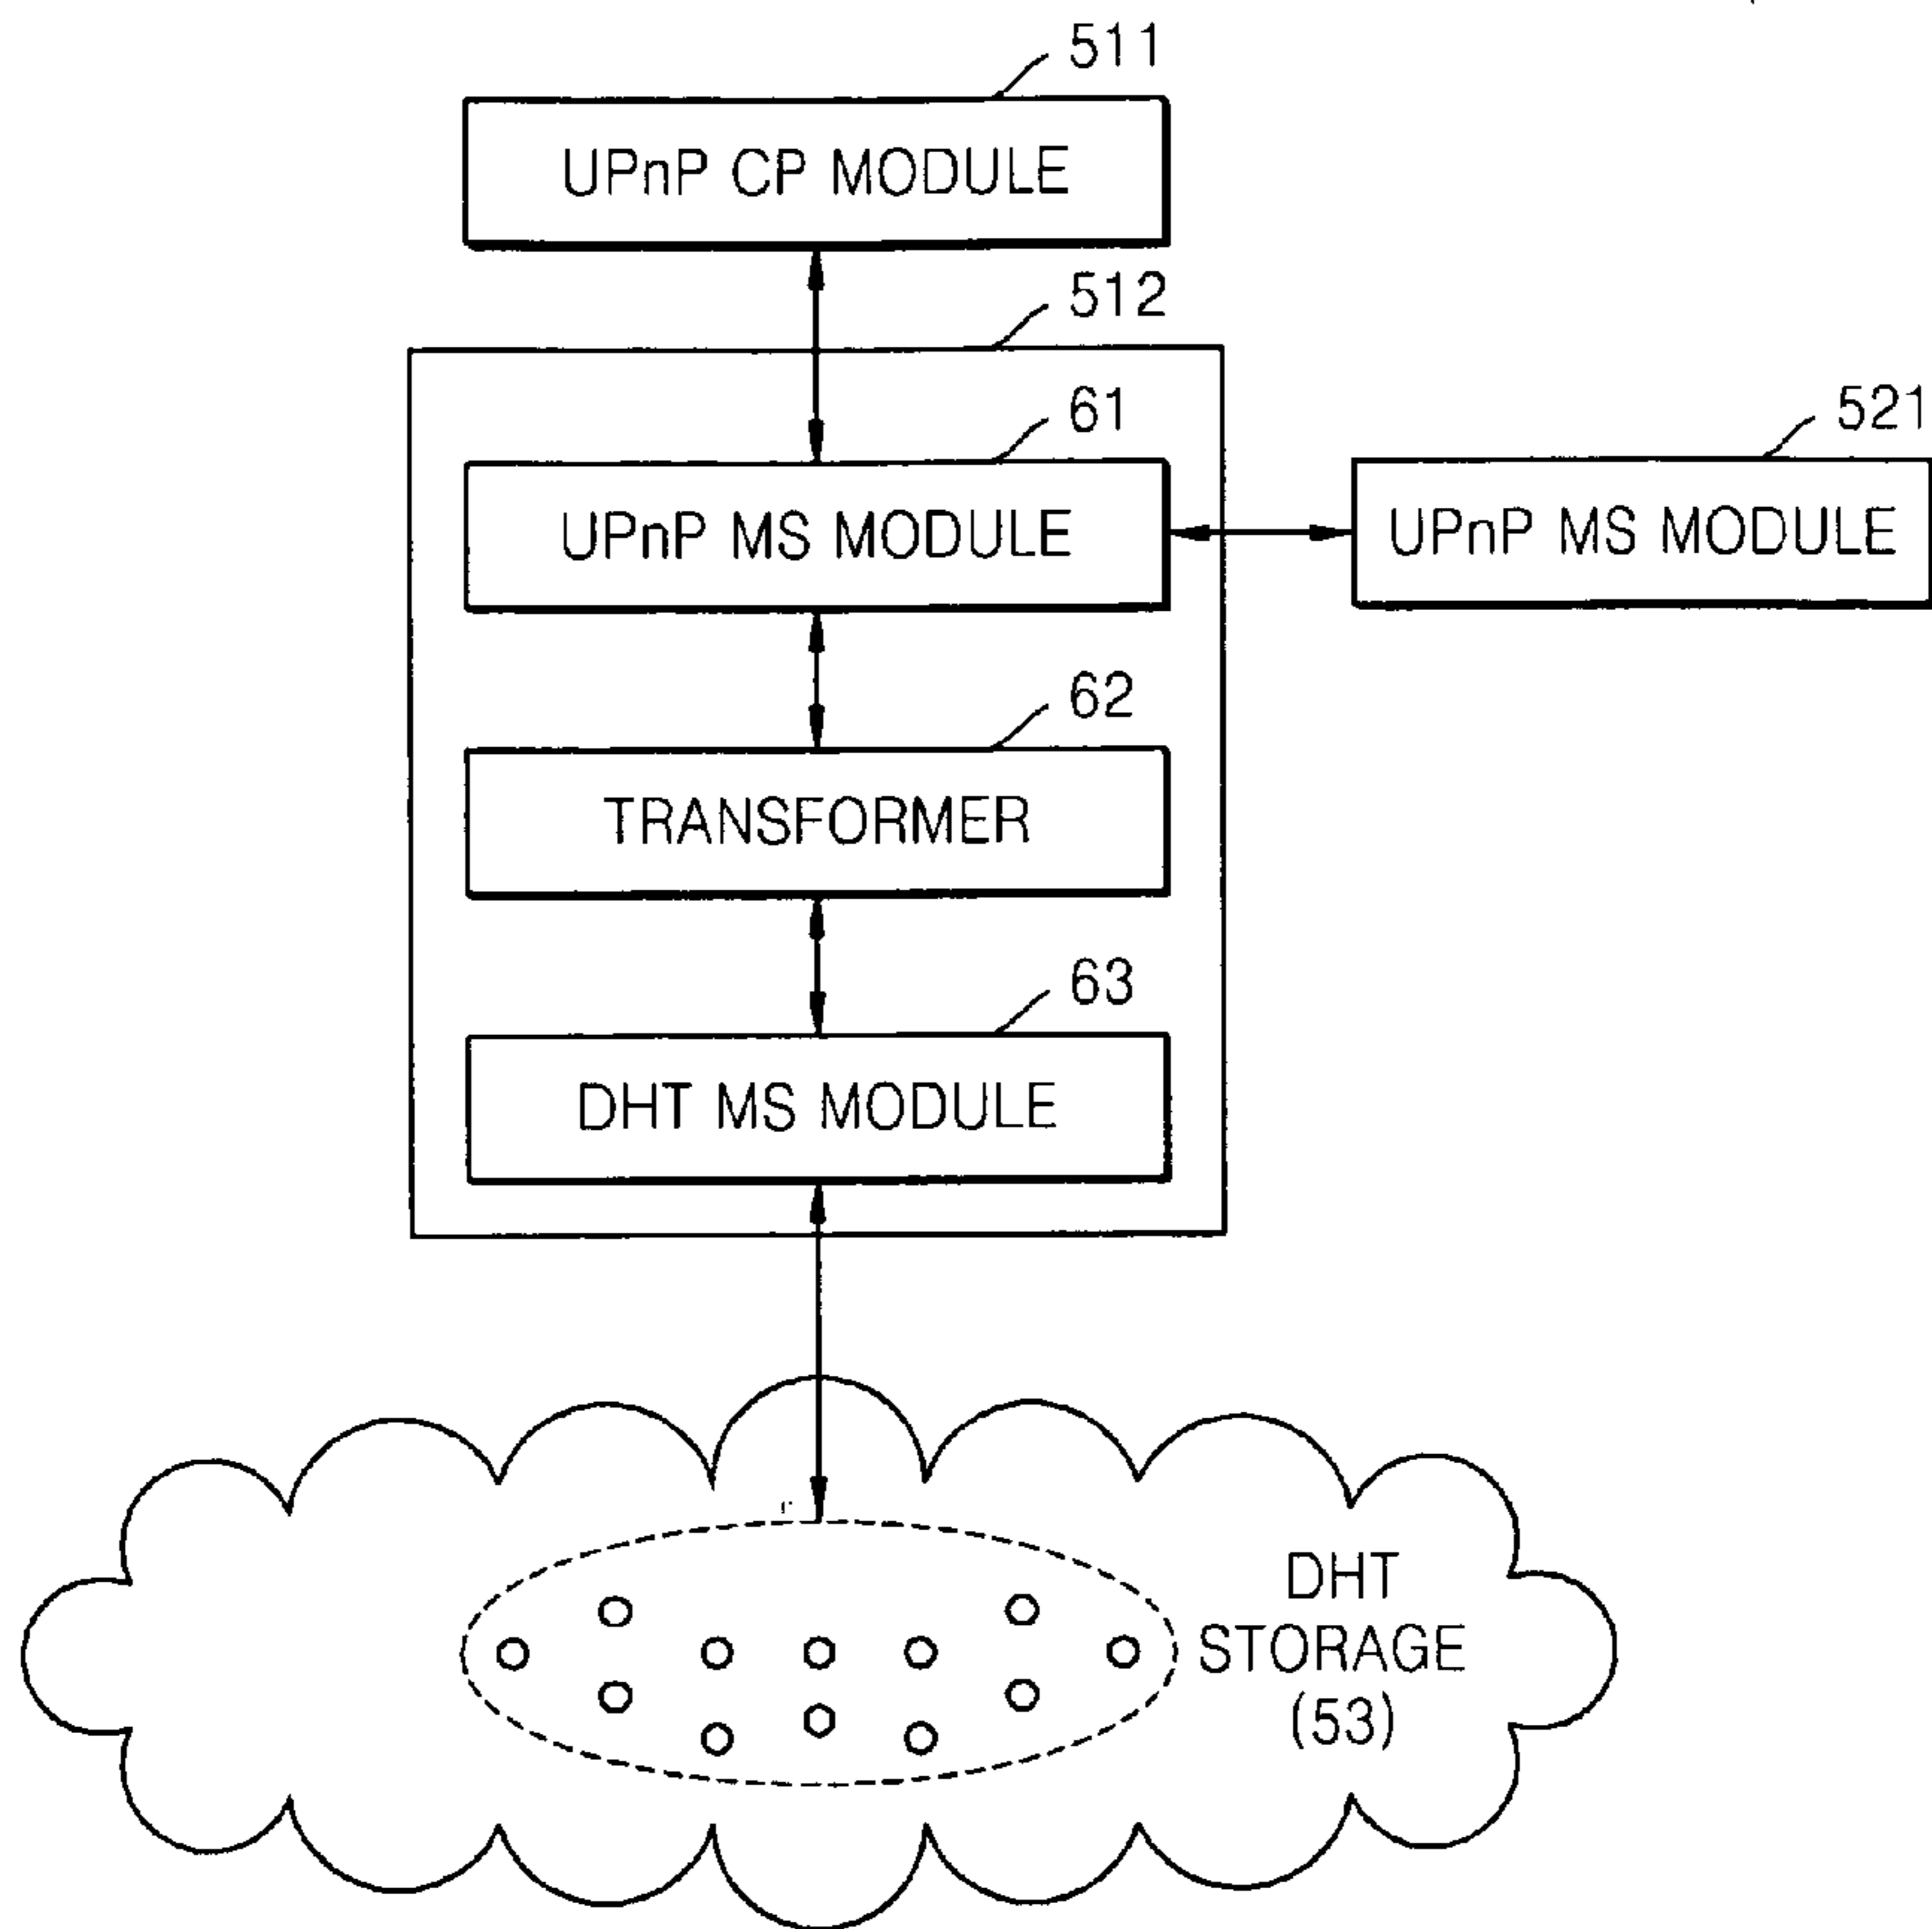 511
UPnP CP MODULE
512
61
521
UPnP MS MODULE
UPnP MS MODULE
62
TRANSFORMER
63
DHT MS MODULE
DHT
STORAGE
(53)